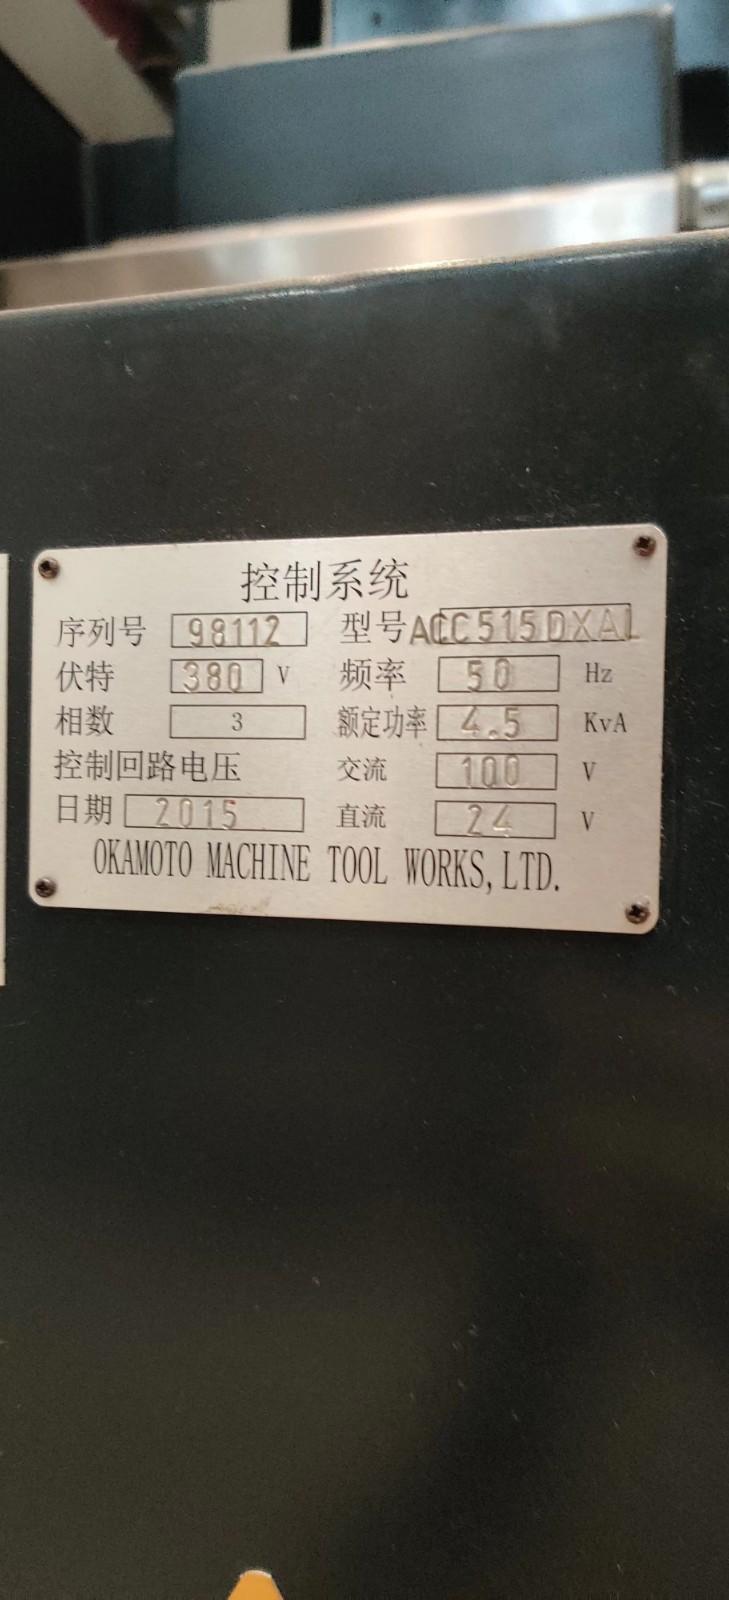 控制系统
序列号 98112 型号 ACC515DXAL
伏特 380 V 频率 50 Hz
相数 3 额定功率 4.5 KvA
控制回路电压 交流 100 V
日期 2015 直流 24 V
OKAMOTO MACHINE TOOL WORKS, LTD.